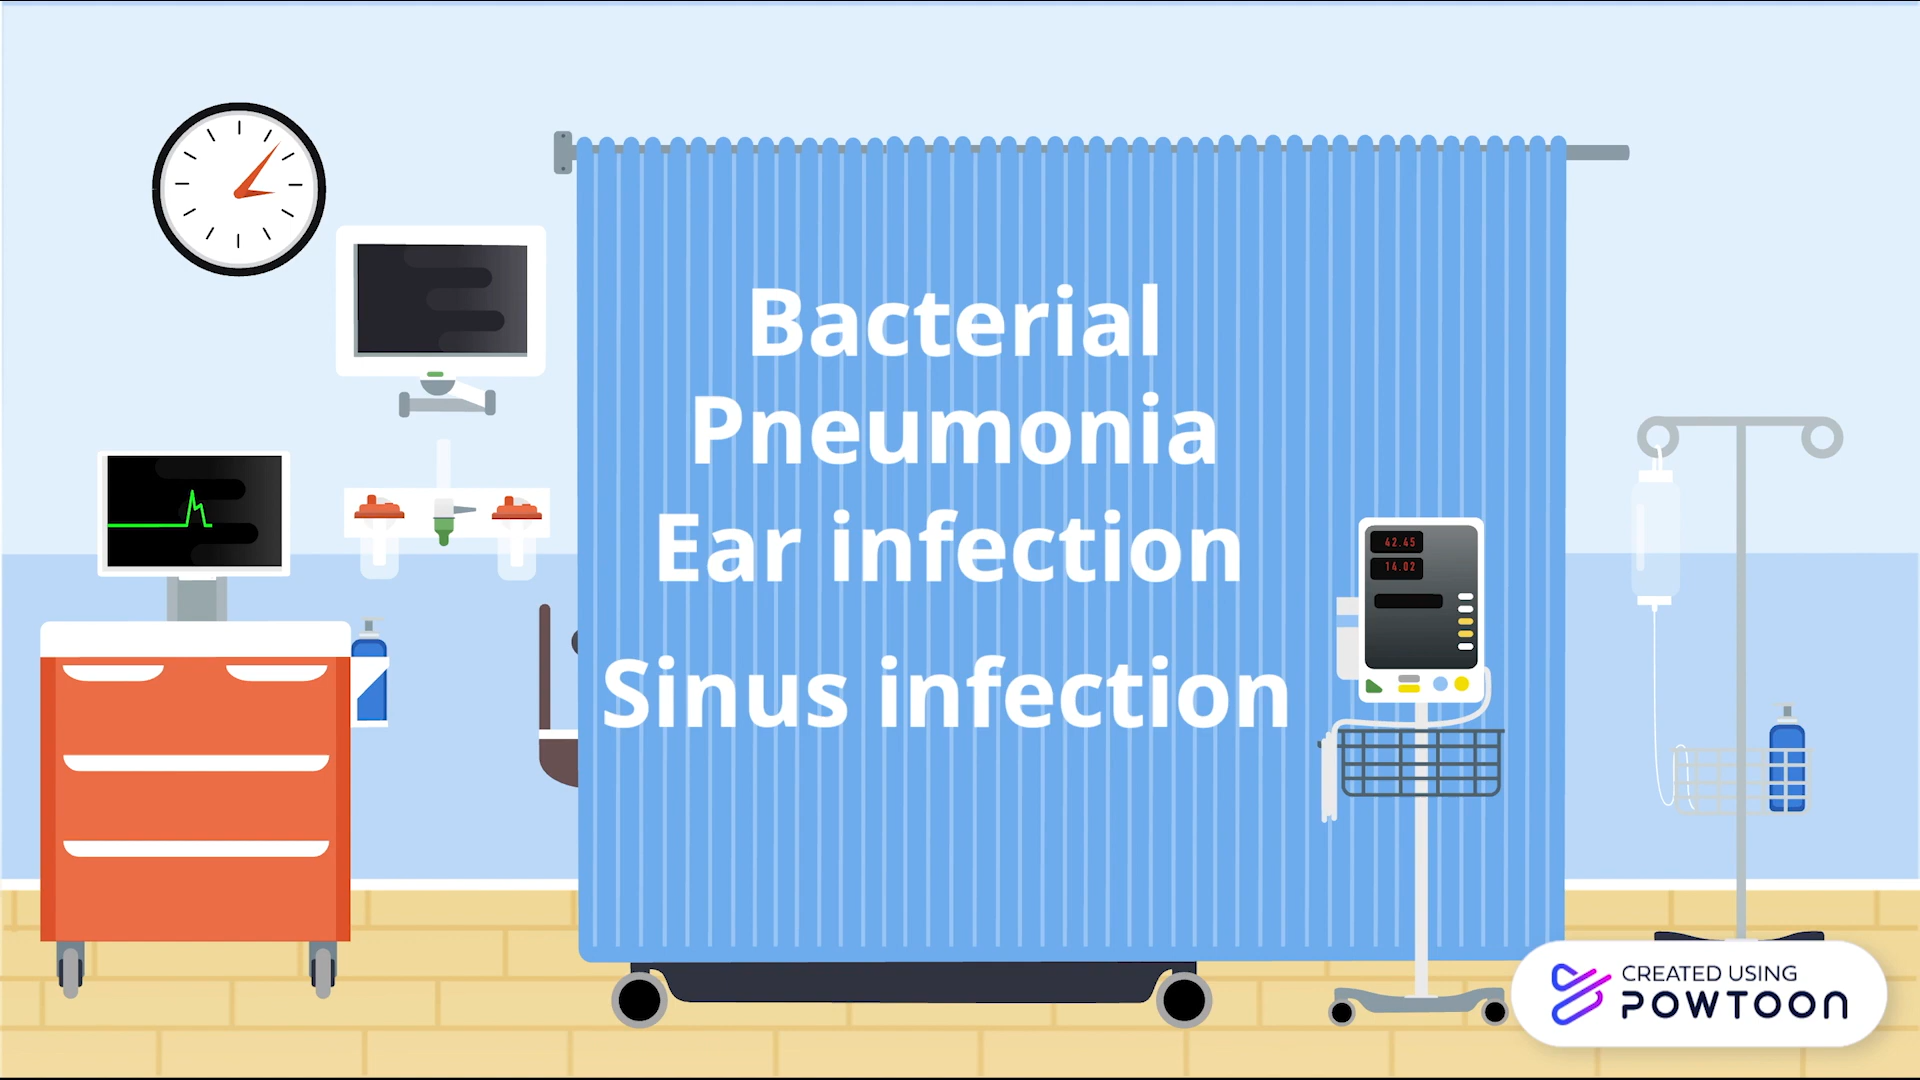 Bacterial
Pneumonia
Ear infection
Sinus infection
42.45
14.02
CREATED USING
POWTOON